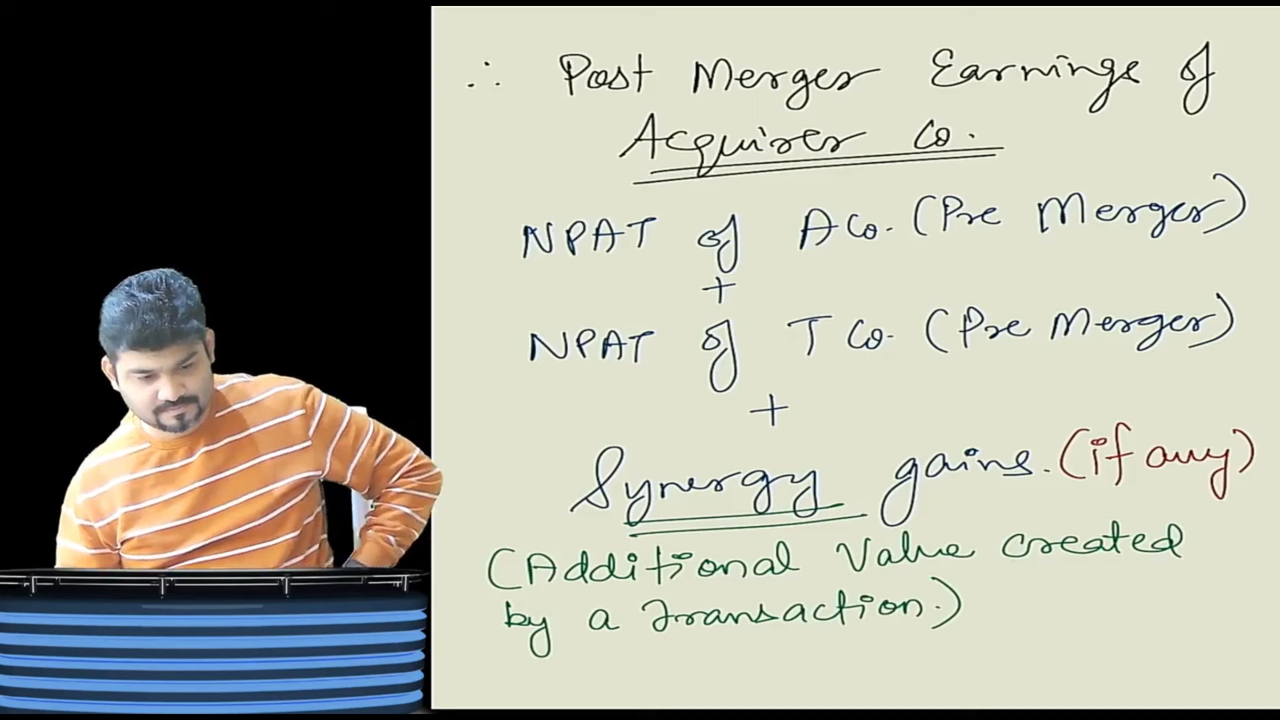 ∴ Post Merger Earnings of
Acquirer Co.
NPAT of A Co. (Pre Merger)
+
NPAT of T Co. (Pre Merger)
+
Synergy gains. (if any)
(Additional Value created
by a Transaction.)